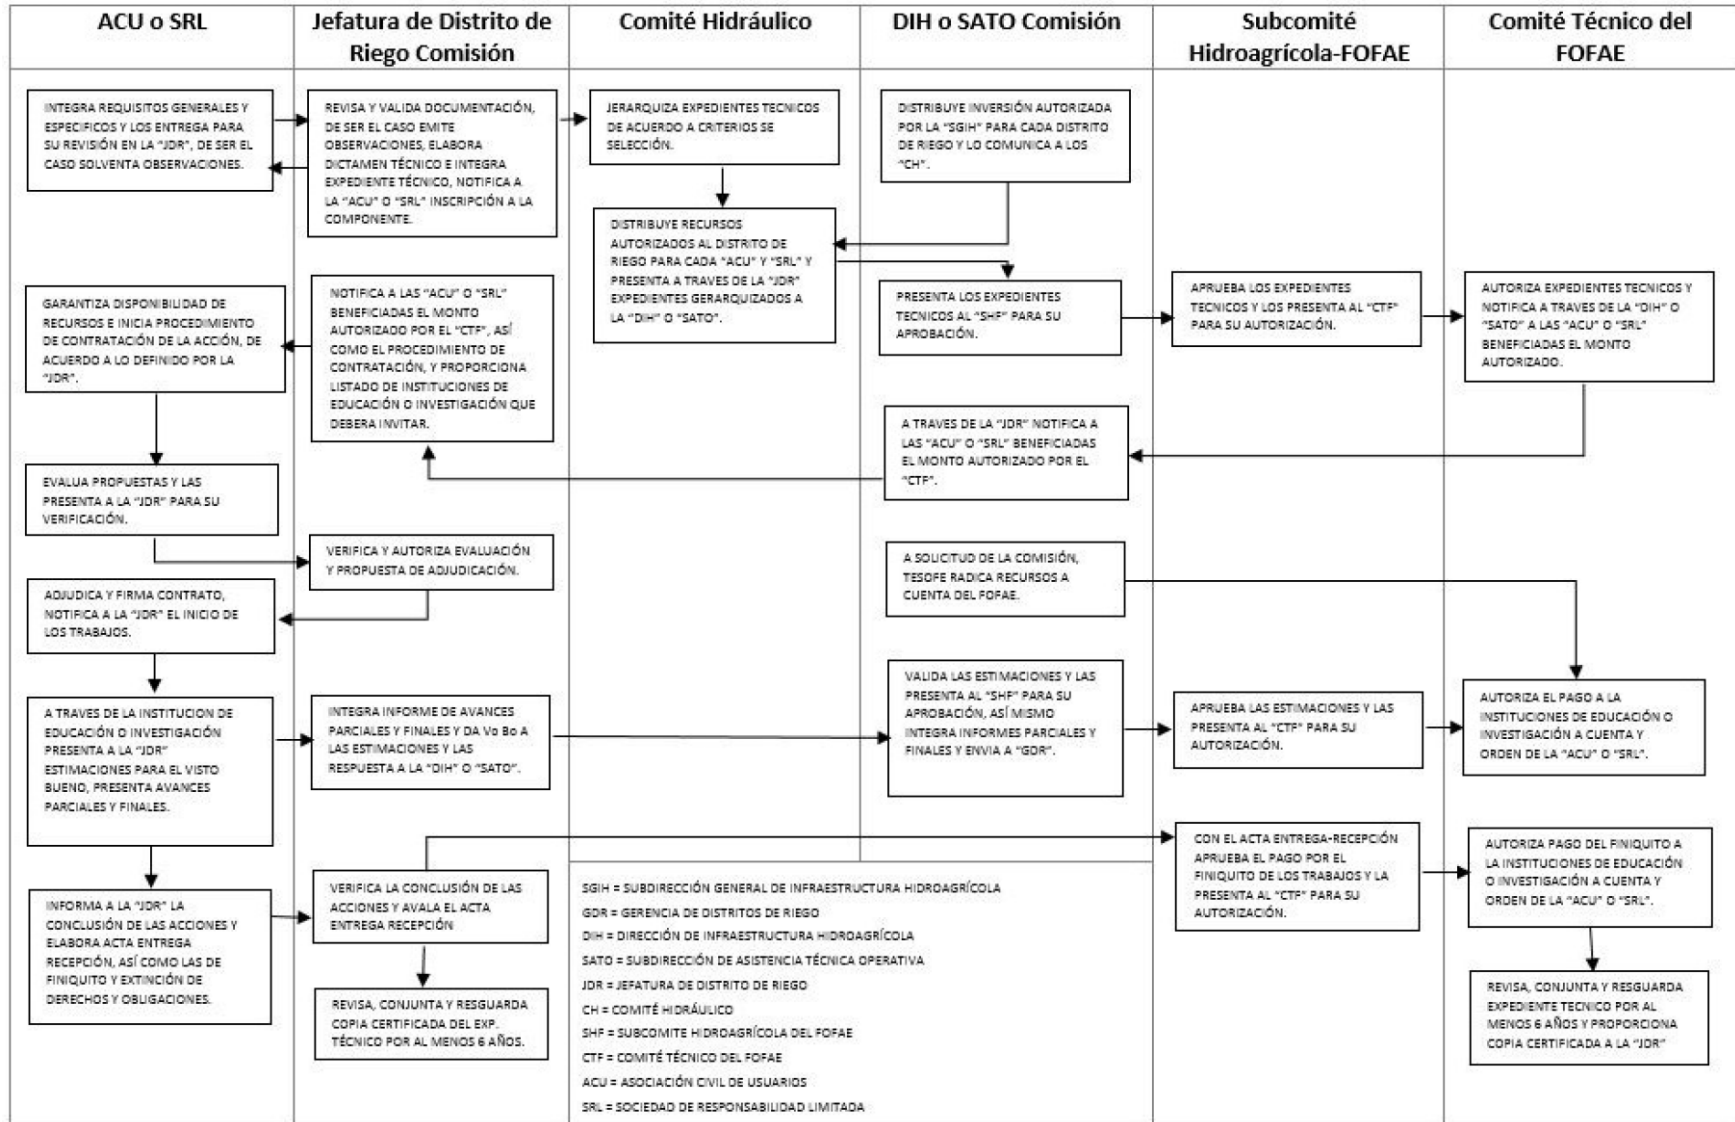 ACU o SRL
Jefatura de Distrito de
Riego Comisión
Comité Hidráulico
DIH o SATO Comisión
Subcomité
Hidroagrícola-FOFAE
Comité Técnico del
FOFAE
INTEGRA REQUISITOS GENERALES Y
ESPECIFICOS Y LOS ENTREGA PARA
SU REVISIÓN EN LA "JDR", DE SER EL
CASO SOLVENTA OBSERVACIONES.
REVISA Y VALIDA DOCUMENTACIÓN,
DE SER EL CASO EMITE
OBSERVACIONES, ELABORA
DICTAMEN TÉCNICO E INTEGRA
EXPEDIENTE TÉCNICO, NOTIFICA A
LA "ACU" O "SRL" INSCRIPCIÓN A LA
COMPONENTE.
JERARQUIZA EXPEDIENTES TECNICOS
DE ACUERDO A CRITERIOS SE
SELECCIÓN.
DISTRIBUYE INVERSIÓN AUTORIZADA
POR LA "SGIH" PARA CADA DISTRITO
DE RIEGO Y LO COMUNICA A LOS
"CH".
DISTRIBUYE RECURSOS
AUTORIZADOS AL DISTRITO DE
RIEGO PARA CADA "ACU" Y "SRL" Y
PRESENTA A TRAVES DE LA "JDR"
EXPEDIENTES GERARQUIZADOS A
LA "DIH" O "SATO".
PRESENTA LOS EXPEDIENTES
TECNICOS AL "SHF" PARA SU
APROBACIÓN.
APRUEBA LOS EXPEDIENTES
TECNICOS Y LOS PRESENTA AL "CTF"
PARA SU AUTORIZACIÓN.
AUTORIZA EXPEDIENTES TECNICOS Y
NOTIFICA A TRAVES DE LA "DIH" O
"SATO" A LAS "ACU" O "SRL"
BENEFICIADAS EL MONTO
AUTORIZADO.
GARANTIZA DISPONIBILIDAD DE
RECURSOS E INICIA PROCEDIMIENTO
DE CONTRATACIÓN DE LA ACCIÓN, DE
ACUERDO A LO DEFINIDO POR LA
"JDR".
NOTIFICA A LAS "ACU" O "SRL"
BENEFICIADAS EL MONTO
AUTORIZADO POR EL "CTF", ASÍ
COMO EL PROCEDIMIENTO DE
CONTRATACIÓN, Y PROPORCIONA
LISTADO DE INSTITUCIONES DE
EDUCACIÓN O INVESTIGACIÓN QUE
DEBERA INVITAR.
A TRAVES DE LA "JDR" NOTIFICA A
LAS "ACU" O "SRL" BENEFICIADAS
EL MONTO AUTORIZADO POR EL
"CTF".
EVALUA PROPUESTAS Y LAS
PRESENTA A LA "JDR" PARA SU
VERIFICACIÓN.
VERIFICA Y AUTORIZA EVALUACIÓN
Y PROPUESTA DE ADJUDICACIÓN.
A SOLICITUD DE LA COMISIÓN,
TESOFE RADICA RECURSOS A
CUENTA DEL FOFAE.
ADJUDICA Y FIRMA CONTRATO,
NOTIFICA A LA "JDR" EL INICIO DE
LOS TRABAJOS.
A TRAVES DE LA INSTITUCION DE
EDUCACIÓN O INVESTIGACIÓN
PRESENTA A LA "JDR"
ESTIMACIONES PARA EL VISTO
BUENO, PRESENTA AVANCES
PARCIALES Y FINALES.
INTEGRA INFORME DE AVANCES
PARCIALES Y FINALES Y DA Vo Bo A
LAS ESTIMACIONES Y LAS
RESPUESTA A LA "DIH" O "SATO".
VALIDA LAS ESTIMACIONES Y LAS
PRESENTA AL "SHF" PARA SU
APROBACIÓN, ASÍ MISMO
INTEGRA INFORMES PARCIALES Y
FINALES Y ENVIA A "GDR".
APRUEBA LAS ESTIMACIONES Y LAS
PRESENTA AL "CTF" PARA SU
AUTORIZACIÓN.
AUTORIZA EL PAGO A LA
INSTITUCIONES DE EDUCACIÓN O
INVESTIGACIÓN A CUENTA Y
ORDEN DE LA "ACU" O "SRL".
INFORMA A LA "JDR" LA
CONCLUSIÓN DE LAS ACCIONES Y
ELABORA ACTA ENTREGA
RECEPCIÓN, ASÍ COMO LAS DE
FINIQUITO Y EXTINCIÓN DE
DERECHOS Y OBLIGACIONES.
VERIFICA LA CONCLUSIÓN DE LAS
ACCIONES Y AVALA EL ACTA
ENTREGA RECEPCIÓN
CON EL ACTA ENTREGA-RECEPCIÓN
APRUEBA EL PAGO POR EL
FINIQUITO DE LOS TRABAJOS Y LA
PRESENTA AL "CTF" PARA SU
AUTORIZACIÓN.
AUTORIZA PAGO DEL FINIQUITO A
LA INSTITUCIONES DE EDUCACIÓN
O INVESTIGACIÓN A CUENTA Y
ORDEN DE LA "ACU" O "SRL".
REVISA, CONJUNTA Y RESGUARDA
COPIA CERTIFICADA DEL EXP.
TÉCNICO POR AL MENOS 6 AÑOS.
REVISA, CONJUNTA Y RESGUARDA
EXPEDIENTE TECNICO POR AL
MENOS 6 AÑOS Y PROPORCIONA
COPIA CERTIFICADA A LA "JDR"
SGIH = SUBDIRECCIÓN GENERAL DE INFRAESTRUCTURA HIDROAGRÍCOLA
GDR = GERENCIA DE DISTRITOS DE RIEGO
DIH = DIRECCIÓN DE INFRAESTRUCTURA HIDROAGRÍCOLA
SATO = SUBDIRECCIÓN DE ASISTENCIA TÉCNICA OPERATIVA
JDR = JEFATURA DE DISTRITO DE RIEGO
CH = COMITÉ HIDRÁULICO
SHF = SUBCOMITE HIDROAGRÍCOLA DEL FOFAE
CTF = COMITÉ TÉCNICO DEL FOFAE
ACU = ASOCIACIÓN CIVIL DE USUARIOS
SRL = SOCIEDAD DE RESPONSABILIDAD LIMITADA